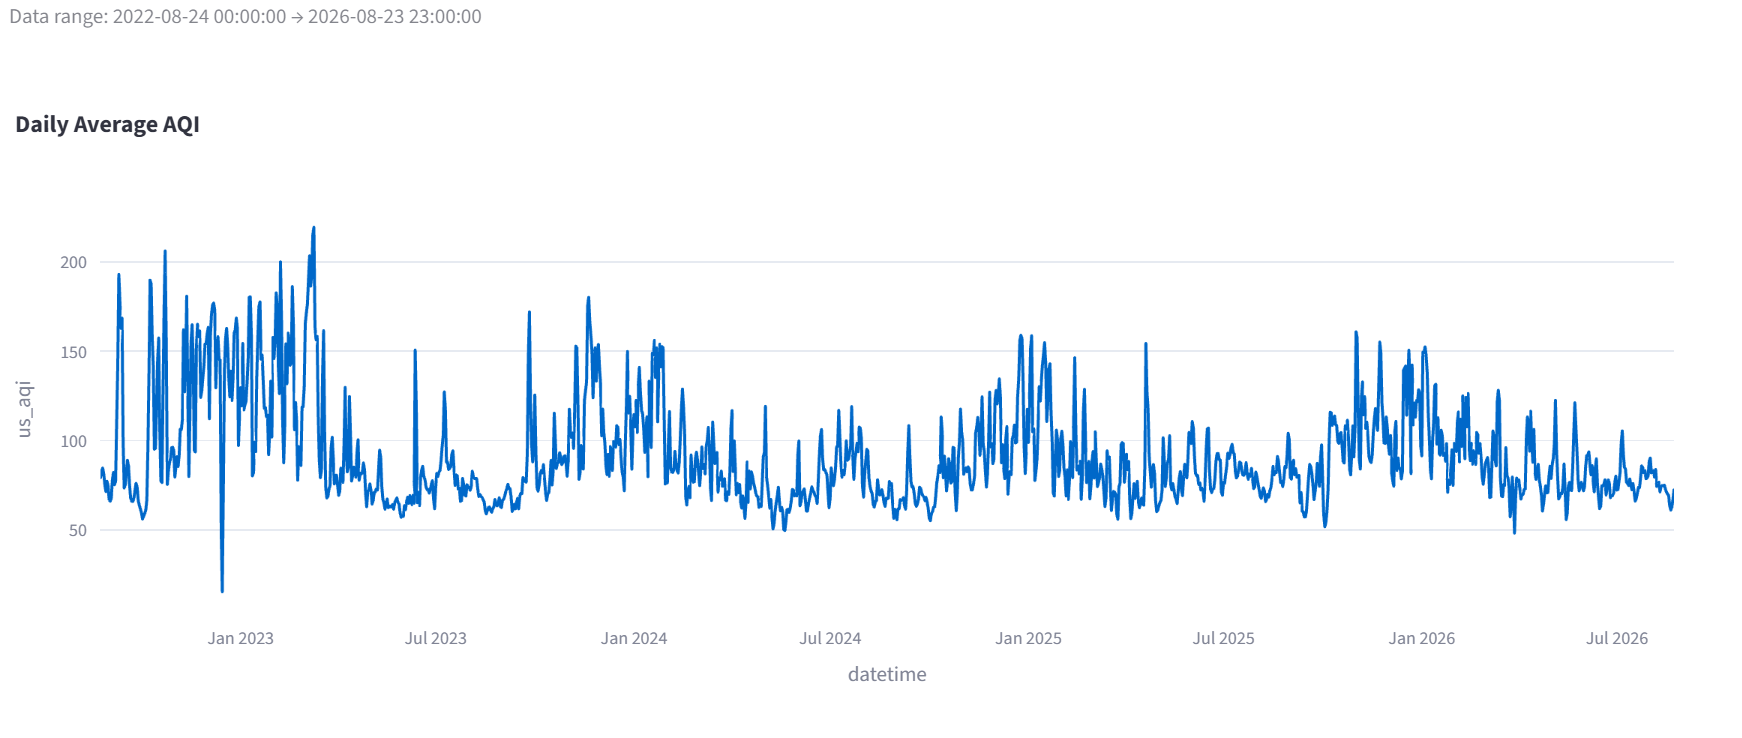 Data range: 2022-08-24 00:00:00 → 2026-08-23 23:00:00
Daily Average AQI
us_aqi
200
150
100
50
Jan 2023 Jul 2023 Jan 2024 Jul 2024 Jan 2025 Jul 2025 Jan 2026 Jul 2026
datetime